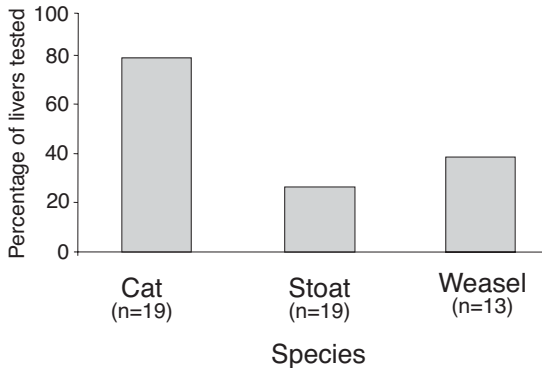 Percentage of livers tested
100
80
60
40
20
0
Cat
(n=19)
Stoat
(n=19)
Weasel
(n=13)
Species